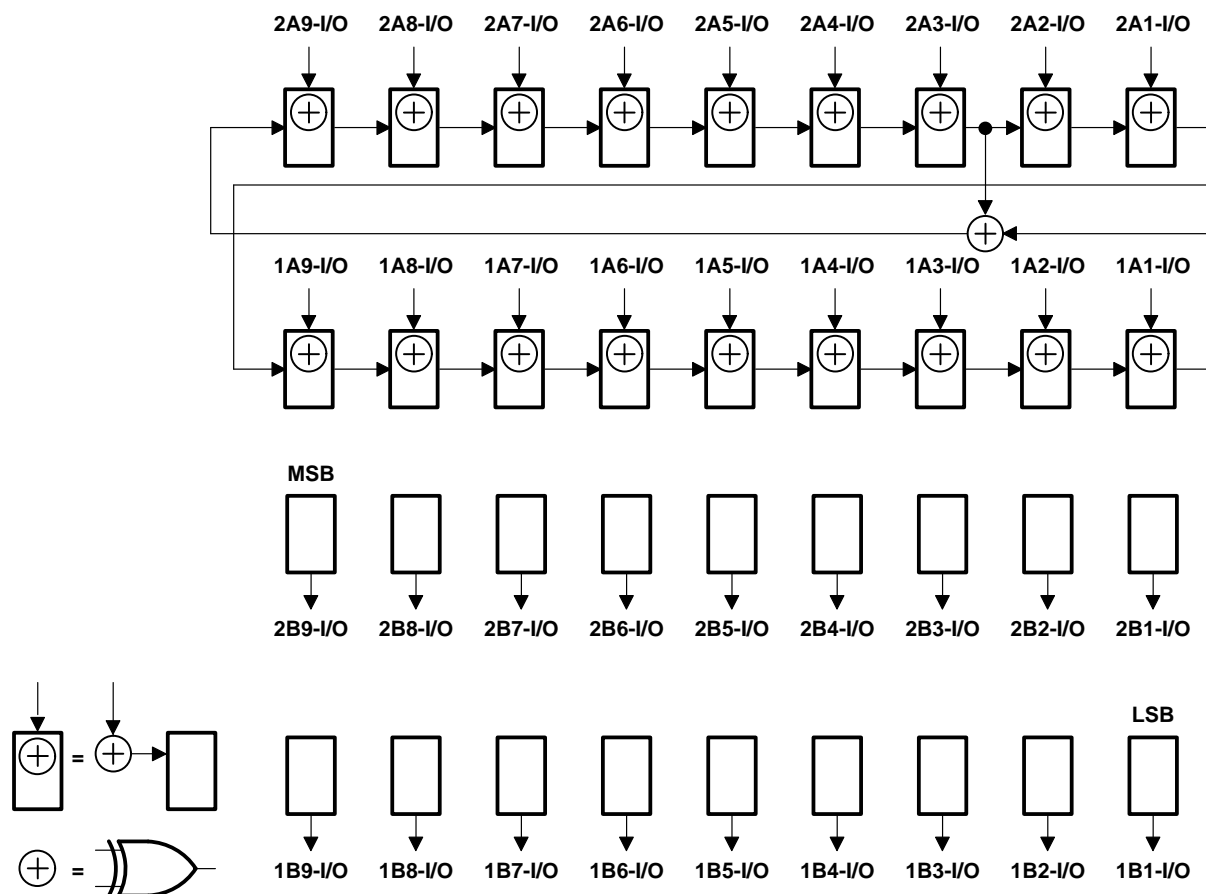 2A9-I/O 2A8-I/O 2A7-I/O 2A6-I/O 2A5-I/O 2A4-I/O 2A3-I/O 2A2-I/O 2A1-I/O
1A9-I/O 1A8-I/O 1A7-I/O 1A6-I/O 1A5-I/O 1A4-I/O 1A3-I/O 1A2-I/O 1A1-I/O
MSB
2B9-I/O 2B8-I/O 2B7-I/O 2B6-I/O 2B5-I/O 2B4-I/O 2B3-I/O 2B2-I/O 2B1-I/O
LSB
=
=
1B9-I/O 1B8-I/O 1B7-I/O 1B6-I/O 1B5-I/O 1B4-I/O 1B3-I/O 1B2-I/O 1B1-I/O